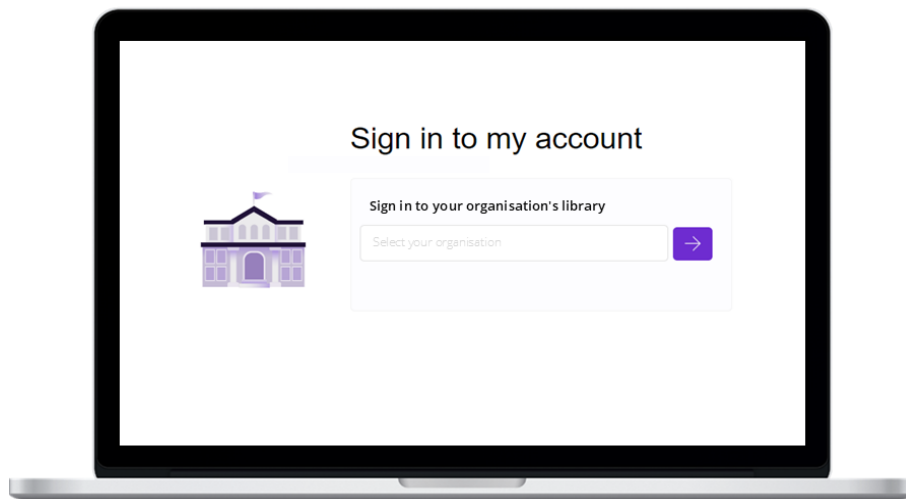 Sign in to my account
Sign in to your organisation's library
Select your organisation